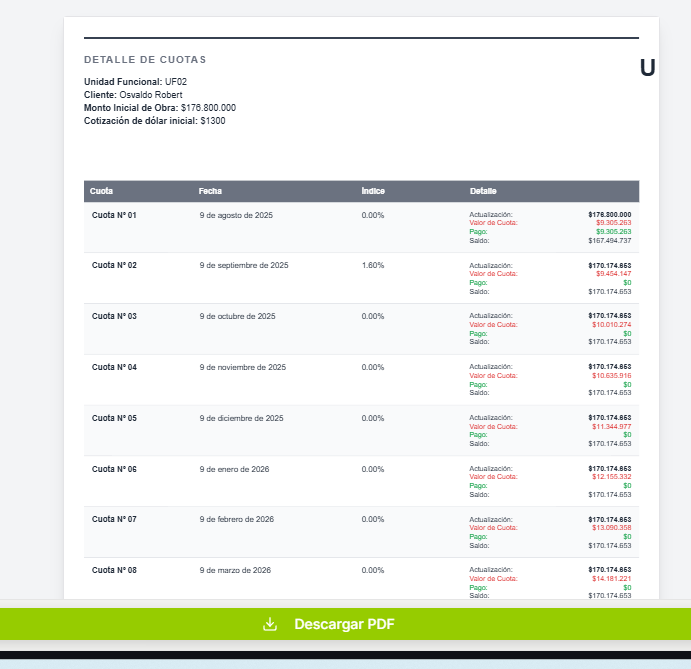 DETALLE DE CUOTAS
U
Unidad Funcional: UF02
Cliente: Osvaldo Robert
Monto Inicial de Obra: $176.800.000
Cotización de dólar inicial: $1300
Cuota Fecha Índice Detalle
Cuota N° 01 9 de agosto de 2025 0.00% Actualización: $176.800.000
Valor de Cuota: $9.305.263
Pago: $9.305.263
Saldo: $167.494.737
Cuota N° 02 9 de septiembre de 2025 1.60% Actualización: $170.174.653
Valor de Cuota: $9.454.147
Pago: $0
Saldo: $170.174.653
Cuota N° 03 9 de octubre de 2025 0.00% Actualización: $170.174.653
Valor de Cuota: $10.010.274
Pago: $0
Saldo: $170.174.653
Cuota N° 04 9 de noviembre de 2025 0.00% Actualización: $170.174.653
Valor de Cuota: $10.635.916
Pago: $0
Saldo: $170.174.653
Cuota N° 05 9 de diciembre de 2025 0.00% Actualización: $170.174.653
Valor de Cuota: $11.344.977
Pago: $0
Saldo: $170.174.653
Cuota N° 06 9 de enero de 2026 0.00% Actualización: $170.174.653
Valor de Cuota: $12.155.332
Pago: $0
Saldo: $170.174.653
Cuota N° 07 9 de febrero de 2026 0.00% Actualización: $170.174.653
Valor de Cuota: $13.090.358
Pago: $0
Saldo: $170.174.653
Cuota N° 08 9 de marzo de 2026 0.00% Actualización: $170.174.653
Valor de Cuota: $14.181.221
Pago: $0
Saldo: $170.174.653
Descargar PDF